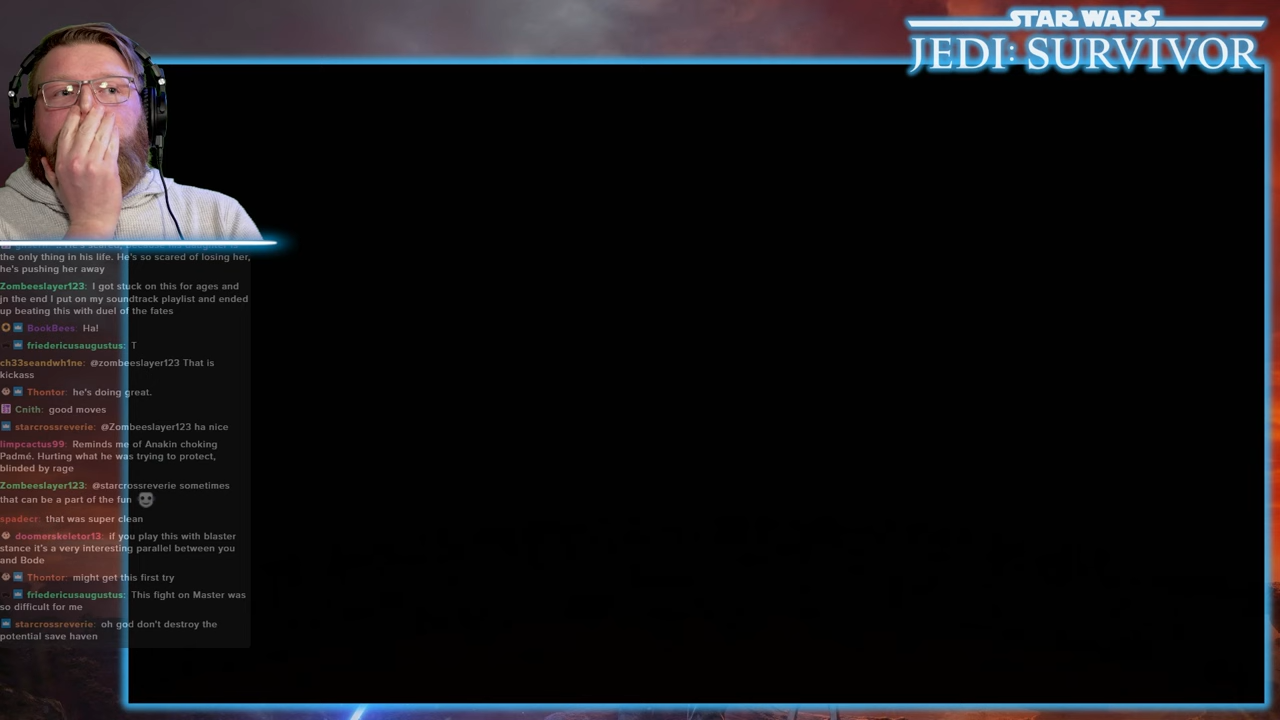 STAR WARS
JEDI: SURVIVOR
the only thing in his life. He's so scared of losing her,
he's pushing her away
Zombeeslayer123: I got stuck on this for ages and
jn the end I put on my soundtrack playlist and ended
up beating this with duel of the fates
BookBees: Ha!
friedericusaugustus: T
ch33seandwh1ne: @zombeeslayer123 That is
kickass
Thontor: he's doing great.
Cnith: good moves
starcrossreverie: @Zombeeslayer123 ha nice
limpcactus99: Reminds me of Anakin choking
Padmé. Hurting what he was trying to protect,
blinded by rage
Zombeeslayer123: @starcrossreverie sometimes
that can be a part of the fun
spadecr: that was super clean
doomerskeletor13: if you play this with blaster
stance it's a very interesting parallel between you
and Bode
Thontor: might get this first try
friedericusaugustus: This fight on Master was
so difficult for me
starcrossreverie: oh god don't destroy the
potential save haven